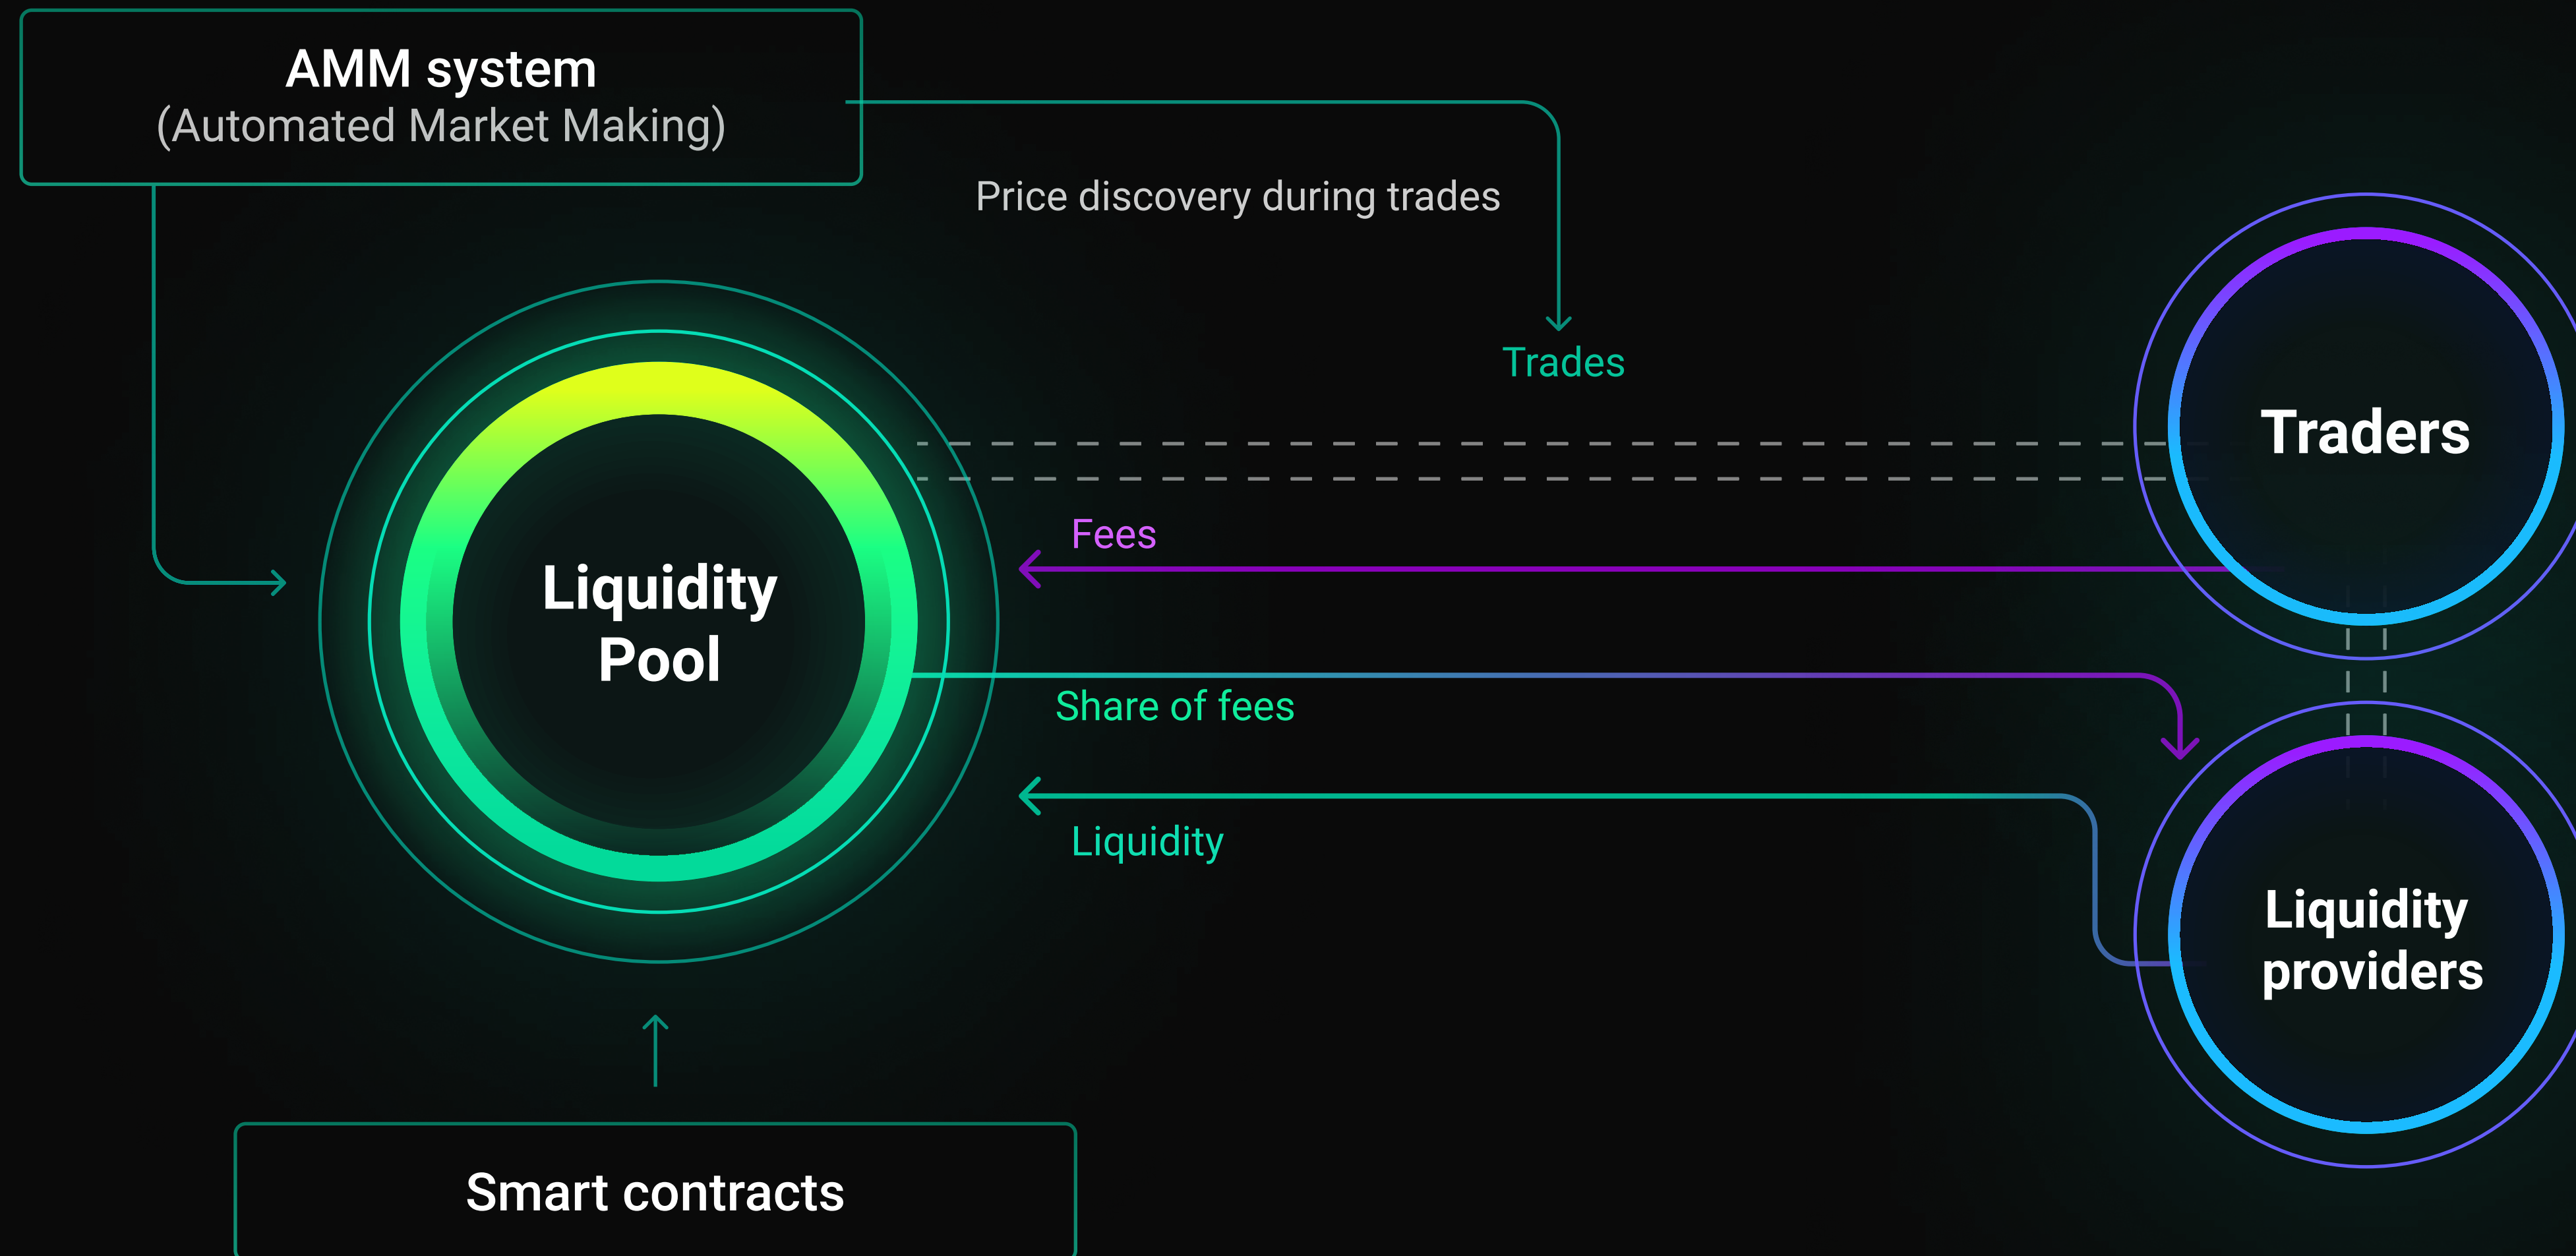 AMM system
(Automated Market Making)
Price discovery during trades
Trades
Traders
Fees
Liquidity
Pool
Share of fees
Liquidity
Liquidity
providers
Smart contracts